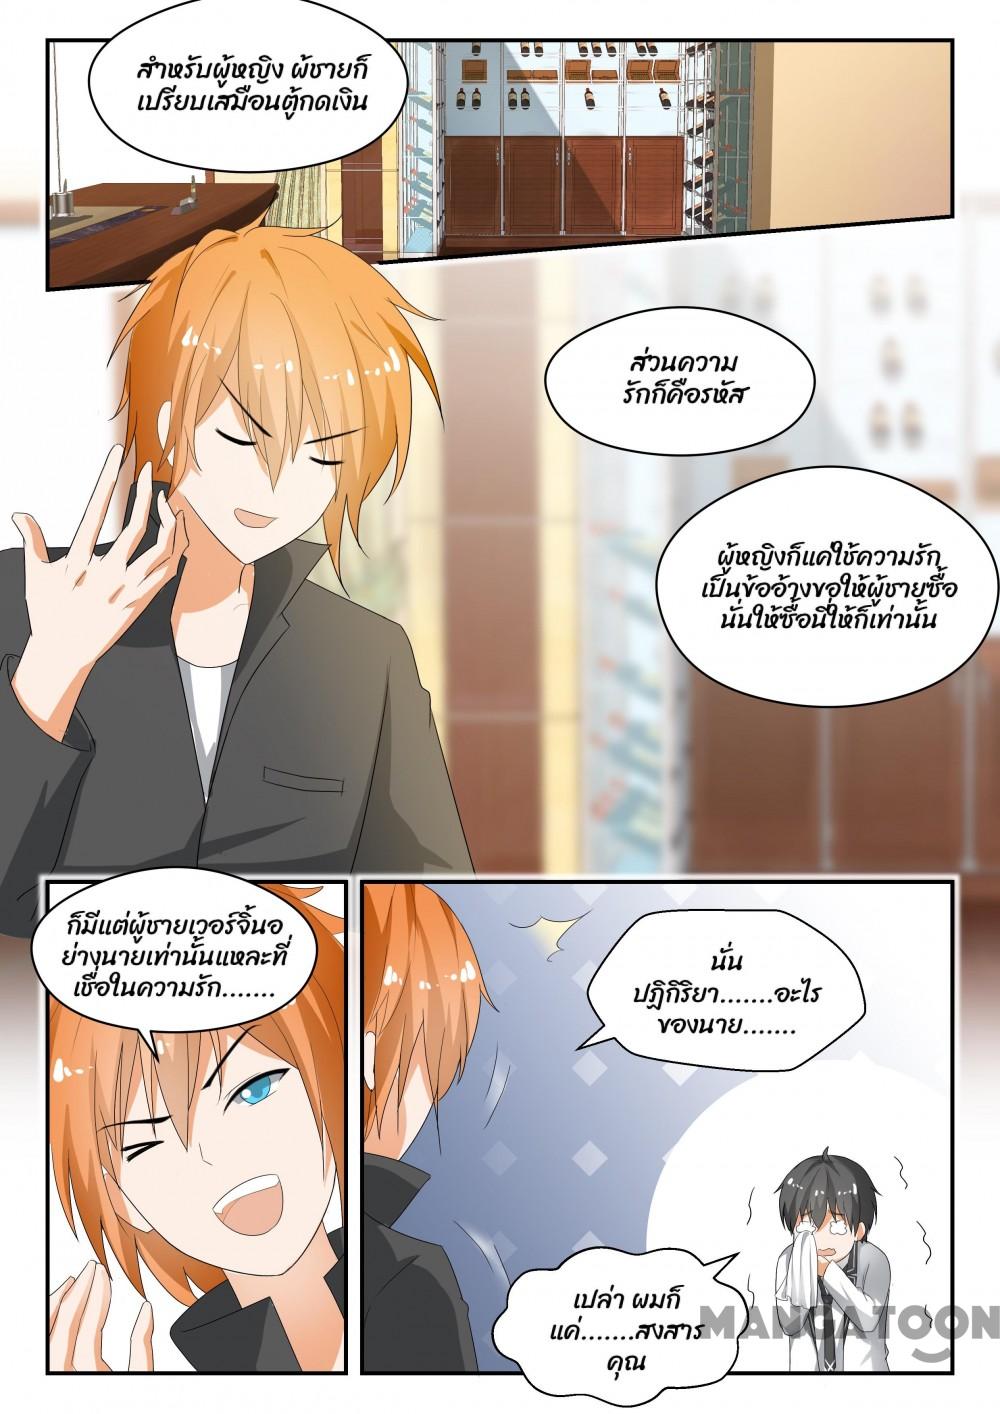 สำหรับผู้หญิง ผู้ชายก็
เปรียบเสมือนตู้กดเงิน
ส่วนความ
รักก็คือรหัส
ผู้หญิงก็แค่ใช้ความรัก
เป็นข้ออ้างขอให้ผู้ชายซื้อ
นั่นให้ซื้อนี่ให้ก็เท่านั้น
ก็มีแต่ผู้ชายเวอร์จิ้นอ
ย่างนายเท่านั้นแหละที่
เชื่อในความรัก.......
นั่น
ปฏิกิริยา.......อะไร
ของนาย.......
เปล่า ผมก็
แค่.......สงสาร
คุณ
MANGATOON